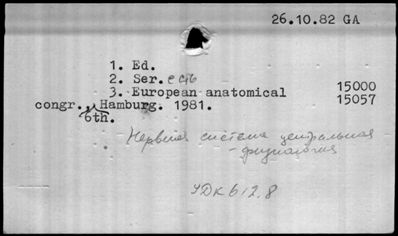 26.10.82 GA
1. Ed.
2. Ser.
3. European anatomical 15000
congr., Hamburg. 1981. 15057
6th.
Нервная система центральная
- физиология
УДК 612.8